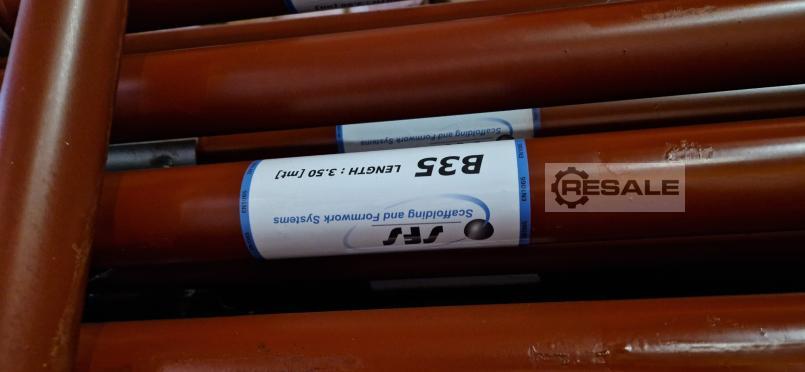 SFS
Scaffolding and Formwork Systems
B35 LENGTH : 3.50 [mt]
Scaffolding and Formwork Systems
RESALE